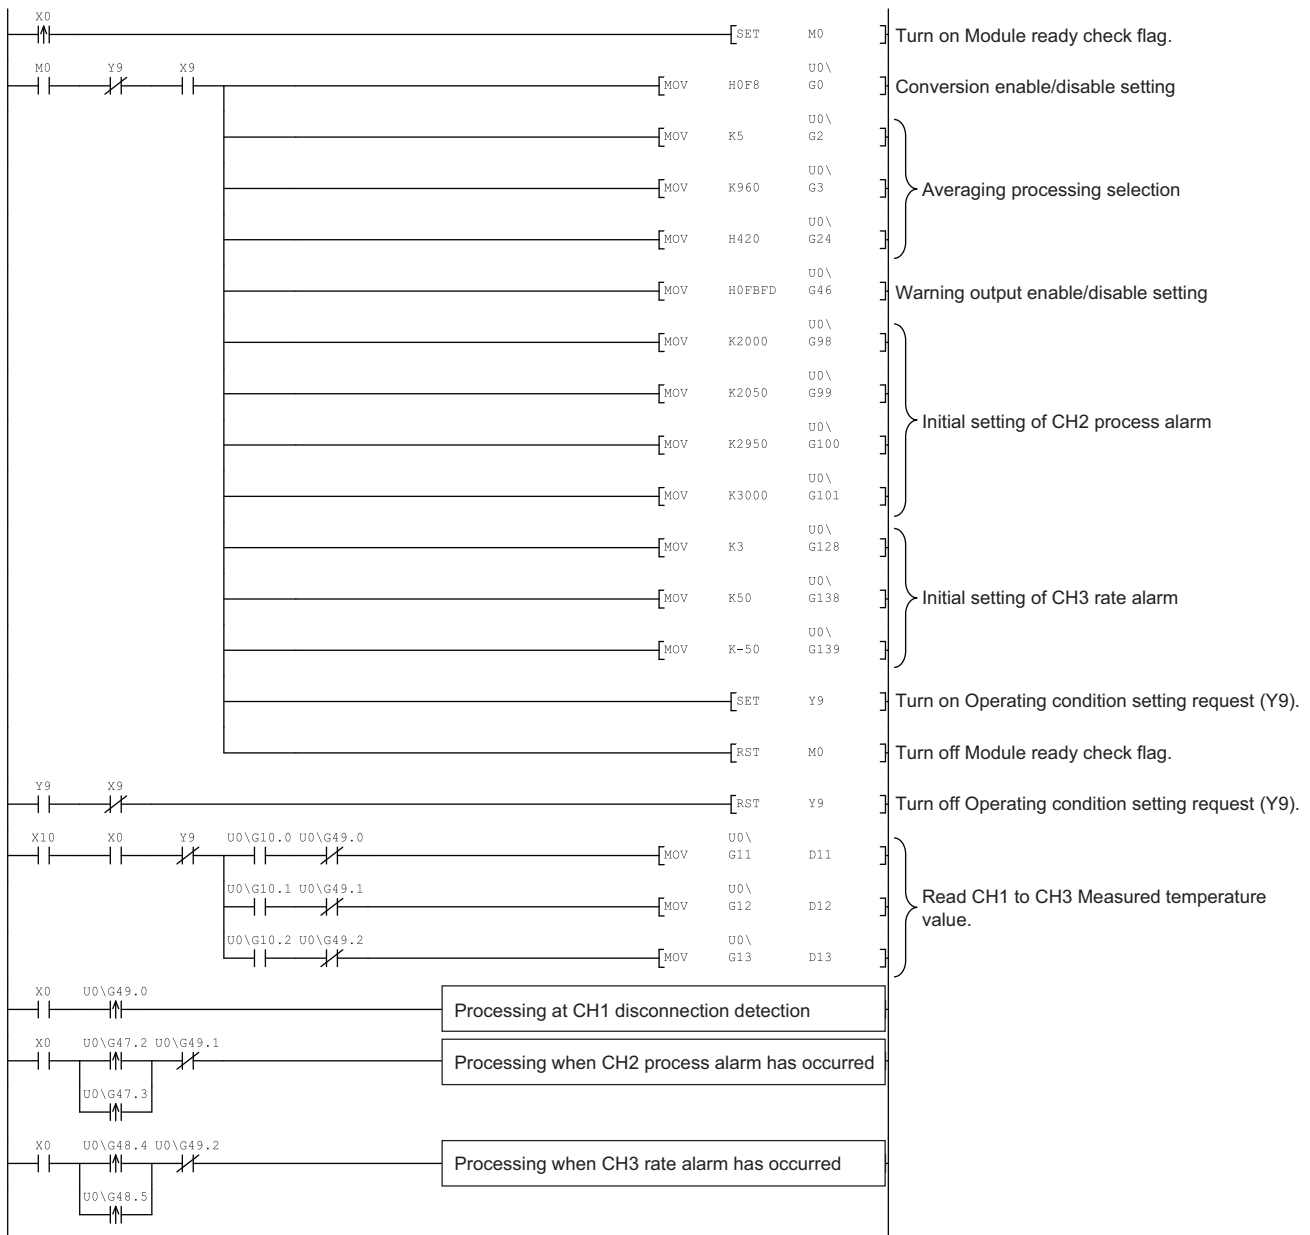 X0
SET M0 Turn on Module ready check flag.
M0 Y9 X9 U0\
MOV H0F8 G0 Conversion enable/disable setting
U0\
MOV K5 G2
U0\
MOV K960 G3 Averaging processing selection
U0\
MOV H420 G24
U0\
MOV H0FBFD G46 Warning output enable/disable setting
U0\
MOV K2000 G98
U0\
MOV K2050 G99
Initial setting of CH2 process alarm
U0\
MOV K2950 G100
U0\
MOV K3000 G101
U0\
MOV K3 G128
U0\
MOV K50 G138 Initial setting of CH3 rate alarm
U0\
MOV K-50 G139
SET Y9 Turn on Operating condition setting request (Y9).
RST M0 Turn off Module ready check flag.
Y9 X9
RST Y9 Turn off Operating condition setting request (Y9).
X10 X0 Y9 U0\G10.0 U0\G49.0 U0\
MOV G11 D11
U0\G10.1 U0\G49.1 U0\
MOV G12 D12
Read CH1 to CH3 Measured temperature
value.
U0\G10.2 U0\G49.2 U0\
MOV G13 D13
X0 U0\G49.0
Processing at CH1 disconnection detection
X0 U0\G47.2 U0\G49.1
Processing when CH2 process alarm has occurred
U0\G47.3
X0 U0\G48.4 U0\G49.2
Processing when CH3 rate alarm has occurred
U0\G48.5